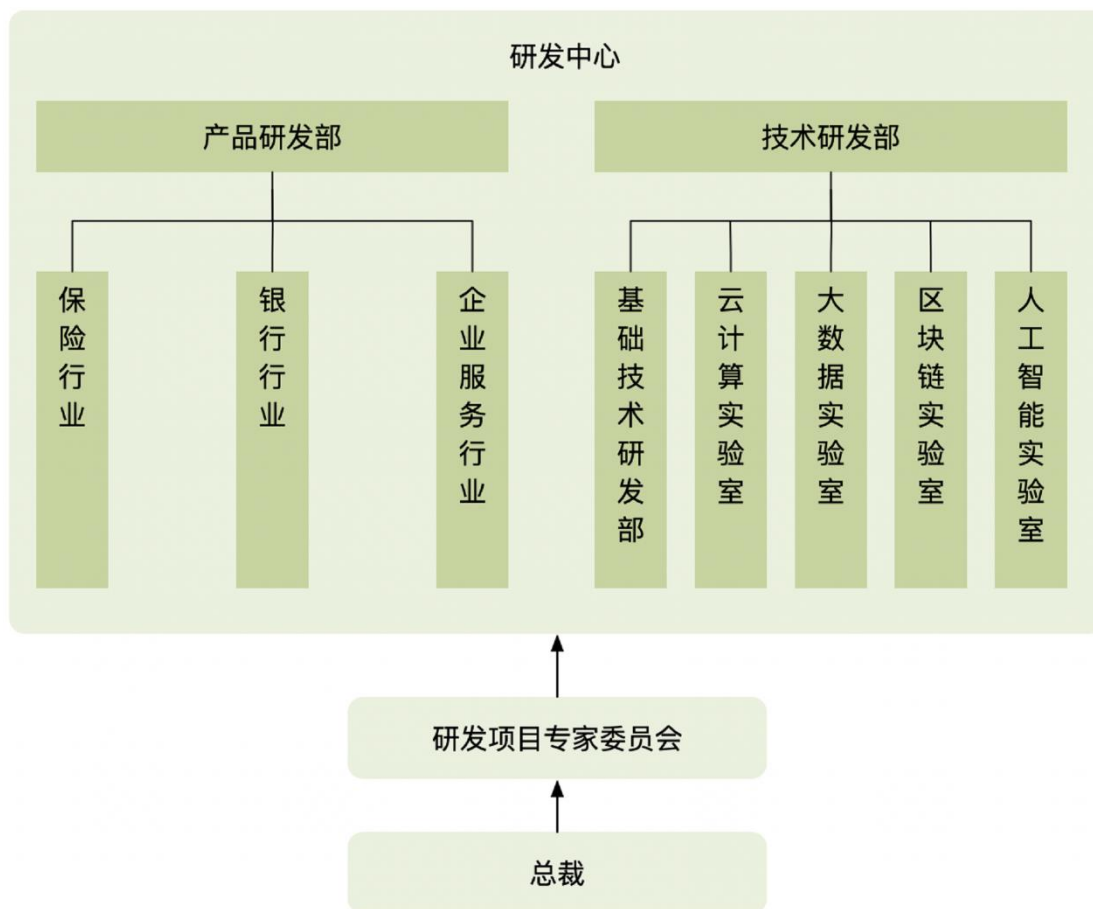 研发中心
产品研发部
技术研发部
保险行业
银行行业
企业服务行业
基础技术研发部
云计算实验室
大数据实验室
区块链实验室
人工智能实验室
研发项目专家委员会
总裁